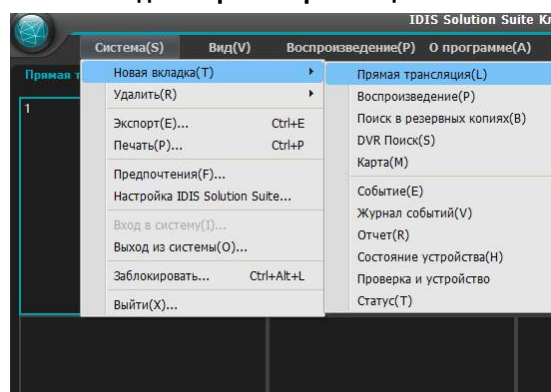 IDIS Solution Suite
Система(S) Вид(V) Воспроизведение(P) О программе(A)
Прямая
1
Новая вкладка(T)
Удалить(R)
Экспорт(E)... Ctrl+E
Печать(P)... Ctrl+P
Предпочтения(F)...
Настройка IDIS Solution Suite...
Вход в систему(I)...
Выход из системы(O)...
Заблокировать... Ctrl+Alt+L
Выйти(X)...
Прямая трансляция(L)
Воспроизведение(P)
Поиск в резервных копиях(B)
DVR Поиск(S)
Карта(M)
Событие(E)
Журнал событий(V)
Отчет(R)
Состояние устройства(H)
Проверка и устройство
Статус(T)